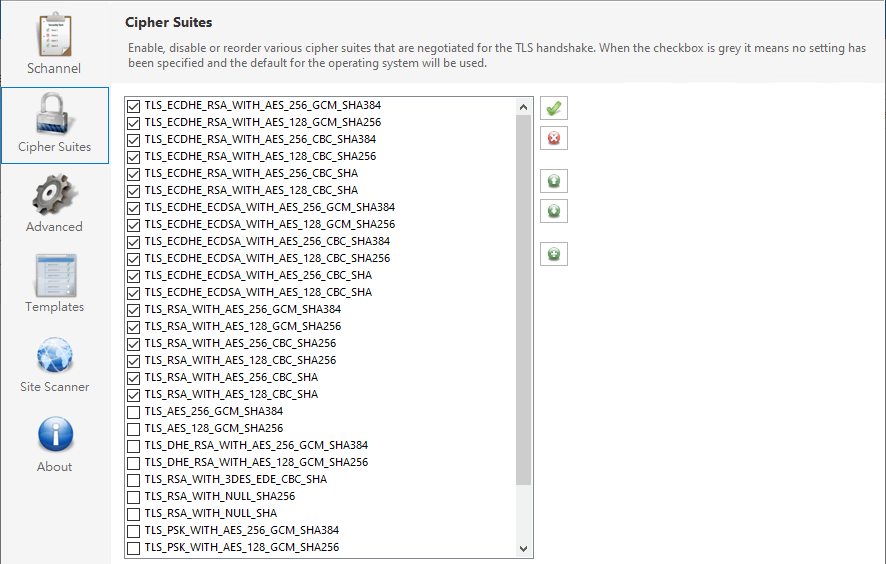 Schannel
Cipher Suites
Advanced
Templates
Site Scanner
About
Cipher Suites
Enable, disable or reorder various cipher suites that are negotiated for the TLS handshake. When the checkbox is grey it means no setting has
been specified and the default for the operating system will be used.
TLS_ECDHE_RSA_WITH_AES_256_GCM_SHA384
TLS_ECDHE_RSA_WITH_AES_128_GCM_SHA256
TLS_ECDHE_RSA_WITH_AES_256_CBC_SHA384
TLS_ECDHE_RSA_WITH_AES_128_CBC_SHA256
TLS_ECDHE_RSA_WITH_AES_256_CBC_SHA
TLS_ECDHE_RSA_WITH_AES_128_CBC_SHA
TLS_ECDHE_ECDSA_WITH_AES_256_GCM_SHA384
TLS_ECDHE_ECDSA_WITH_AES_128_GCM_SHA256
TLS_ECDHE_ECDSA_WITH_AES_256_CBC_SHA384
TLS_ECDHE_ECDSA_WITH_AES_128_CBC_SHA256
TLS_ECDHE_ECDSA_WITH_AES_256_CBC_SHA
TLS_ECDHE_ECDSA_WITH_AES_128_CBC_SHA
TLS_RSA_WITH_AES_256_GCM_SHA384
TLS_RSA_WITH_AES_128_GCM_SHA256
TLS_RSA_WITH_AES_256_CBC_SHA256
TLS_RSA_WITH_AES_128_CBC_SHA256
TLS_RSA_WITH_AES_256_CBC_SHA
TLS_RSA_WITH_AES_128_CBC_SHA
TLS_AES_256_GCM_SHA384
TLS_AES_128_GCM_SHA256
TLS_DHE_RSA_WITH_AES_256_GCM_SHA384
TLS_DHE_RSA_WITH_AES_128_GCM_SHA256
TLS_RSA_WITH_3DES_EDE_CBC_SHA
TLS_RSA_WITH_NULL_SHA256
TLS_RSA_WITH_NULL_SHA
TLS_PSK_WITH_AES_256_GCM_SHA384
TLS_PSK_WITH_AES_128_GCM_SHA256